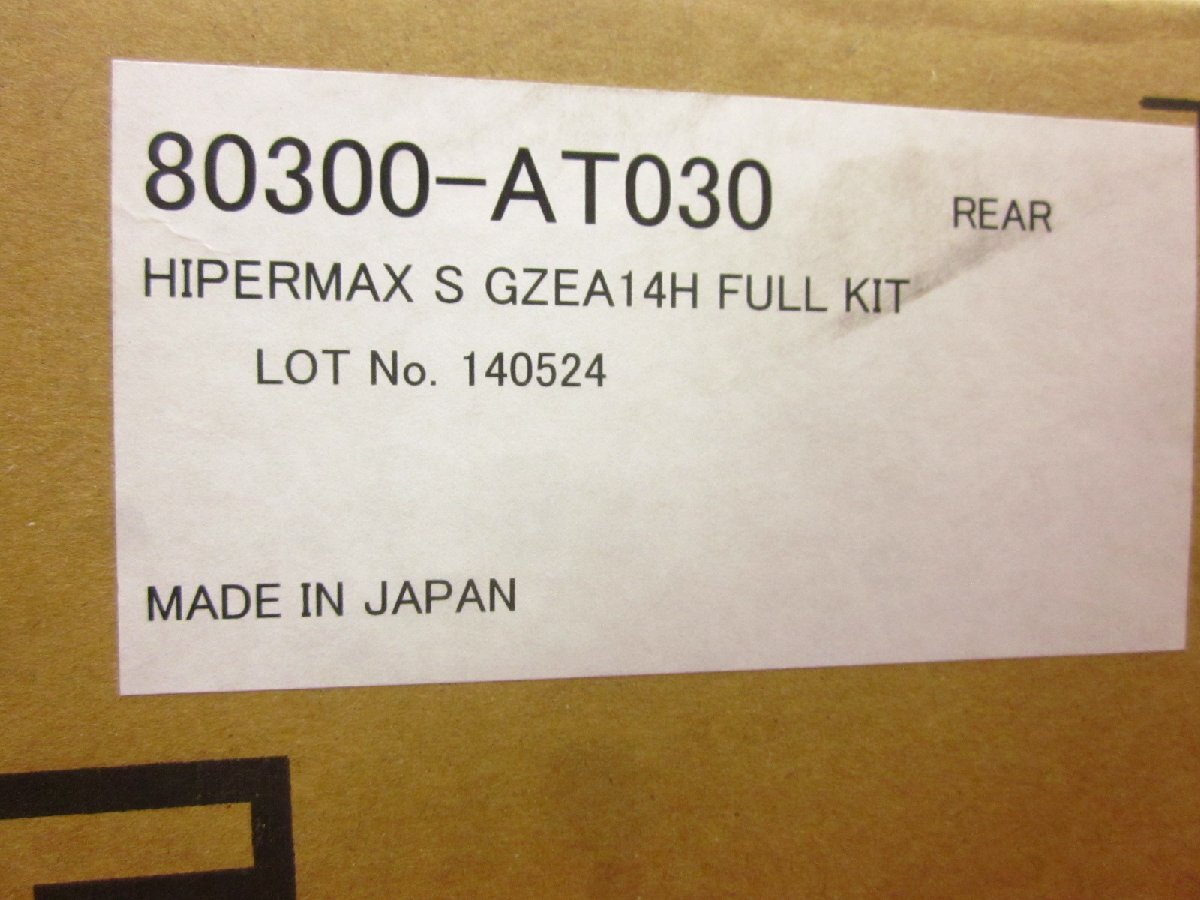 80300-AT030 REAR
HIPERMAX S GZEA14H FULL KIT
LOT No. 140524
MADE IN JAPAN